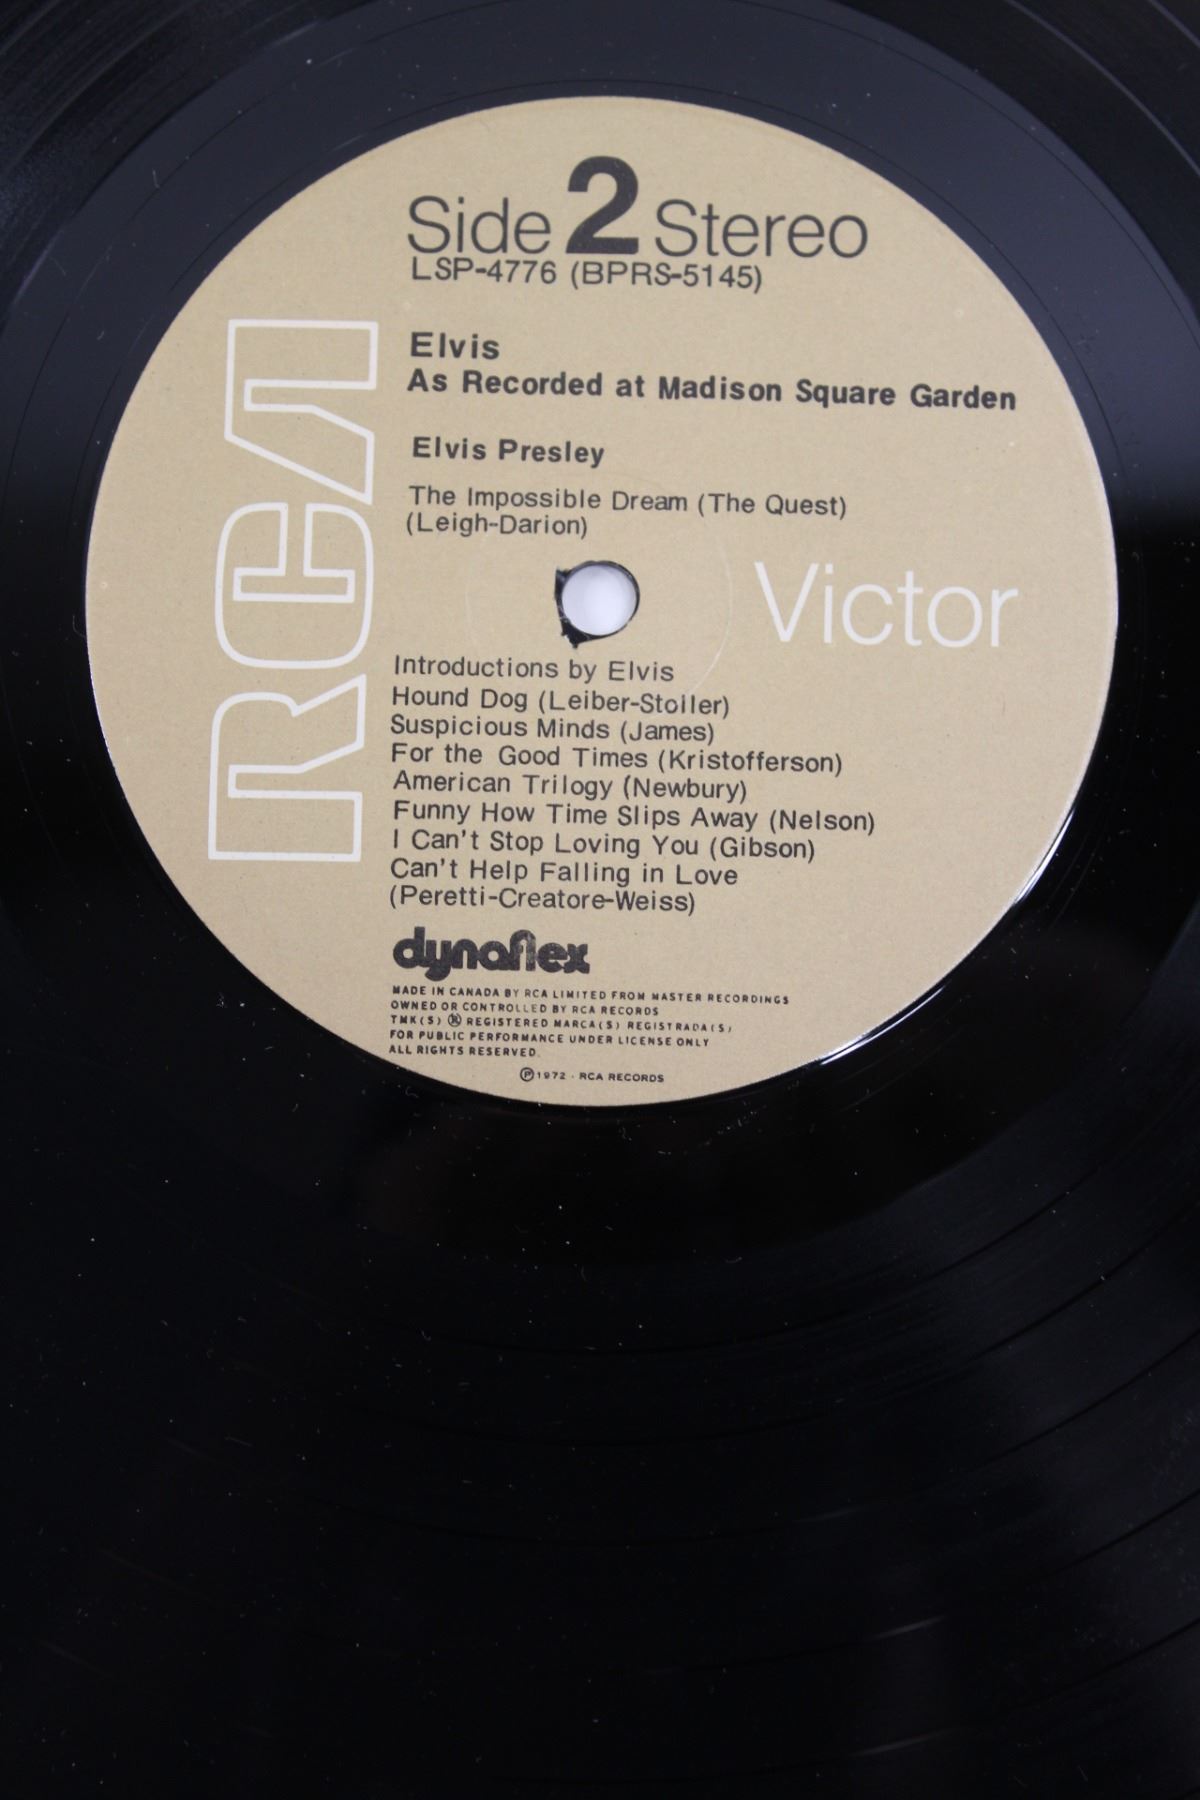 Side 2 Stereo
LSP-4776 (BPRS-5145)
Elvis
As Recorded at Madison Square Garden
Elvis Presley
The Impossible Dream (The Quest)
(Leigh-Darion)
RCA
Victor
Introductions by Elvis
Hound Dog (Leiber-Stoller)
Suspicious Minds (James)
For the Good Times (Kristofferson)
American Trilogy (Newbury)
Funny How Time Slips Away (Nelson)
I Can't Stop Loving You (Gibson)
Can't Help Falling in Love
(Peretti-Creatore-Weiss)
dynaflex
MADE IN CANADA BY RCA LIMITED FROM MASTER RECORDINGS
OWNED OR CONTROLLED BY RCA RECORDS
TMK(S) ® REGISTERED MARCA(S) REGISTRADA(S)
FOR PUBLIC PERFORMANCE UNDER LICENSE ONLY
ALL RIGHTS RESERVED.
℗1972 · RCA RECORDS